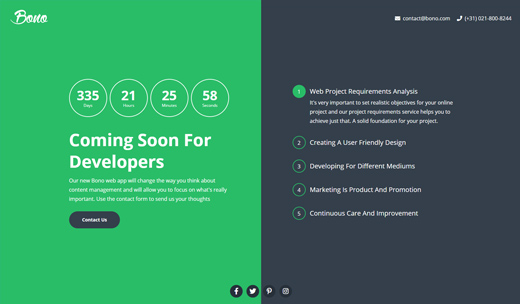 Bono
contact@bono.com (+31) 021-800-8244
335 21 25 58
Days Hours Minutes Seconds
Coming Soon For
Developers
Our new Bono web app will change the way you think about
content management and will allow you to focus on what's really
important. Use the contact form to send us your thoughts
Contact Us
1 Web Project Requirements Analysis
It's very important to set realistic objectives for your online
project and our project requirements service helps you to
achieve just that. A solid foundation for your project.
2 Creating A User Friendly Design
3 Developing For Different Mediums
4 Marketing Is Product And Promotion
5 Continuous Care And Improvement